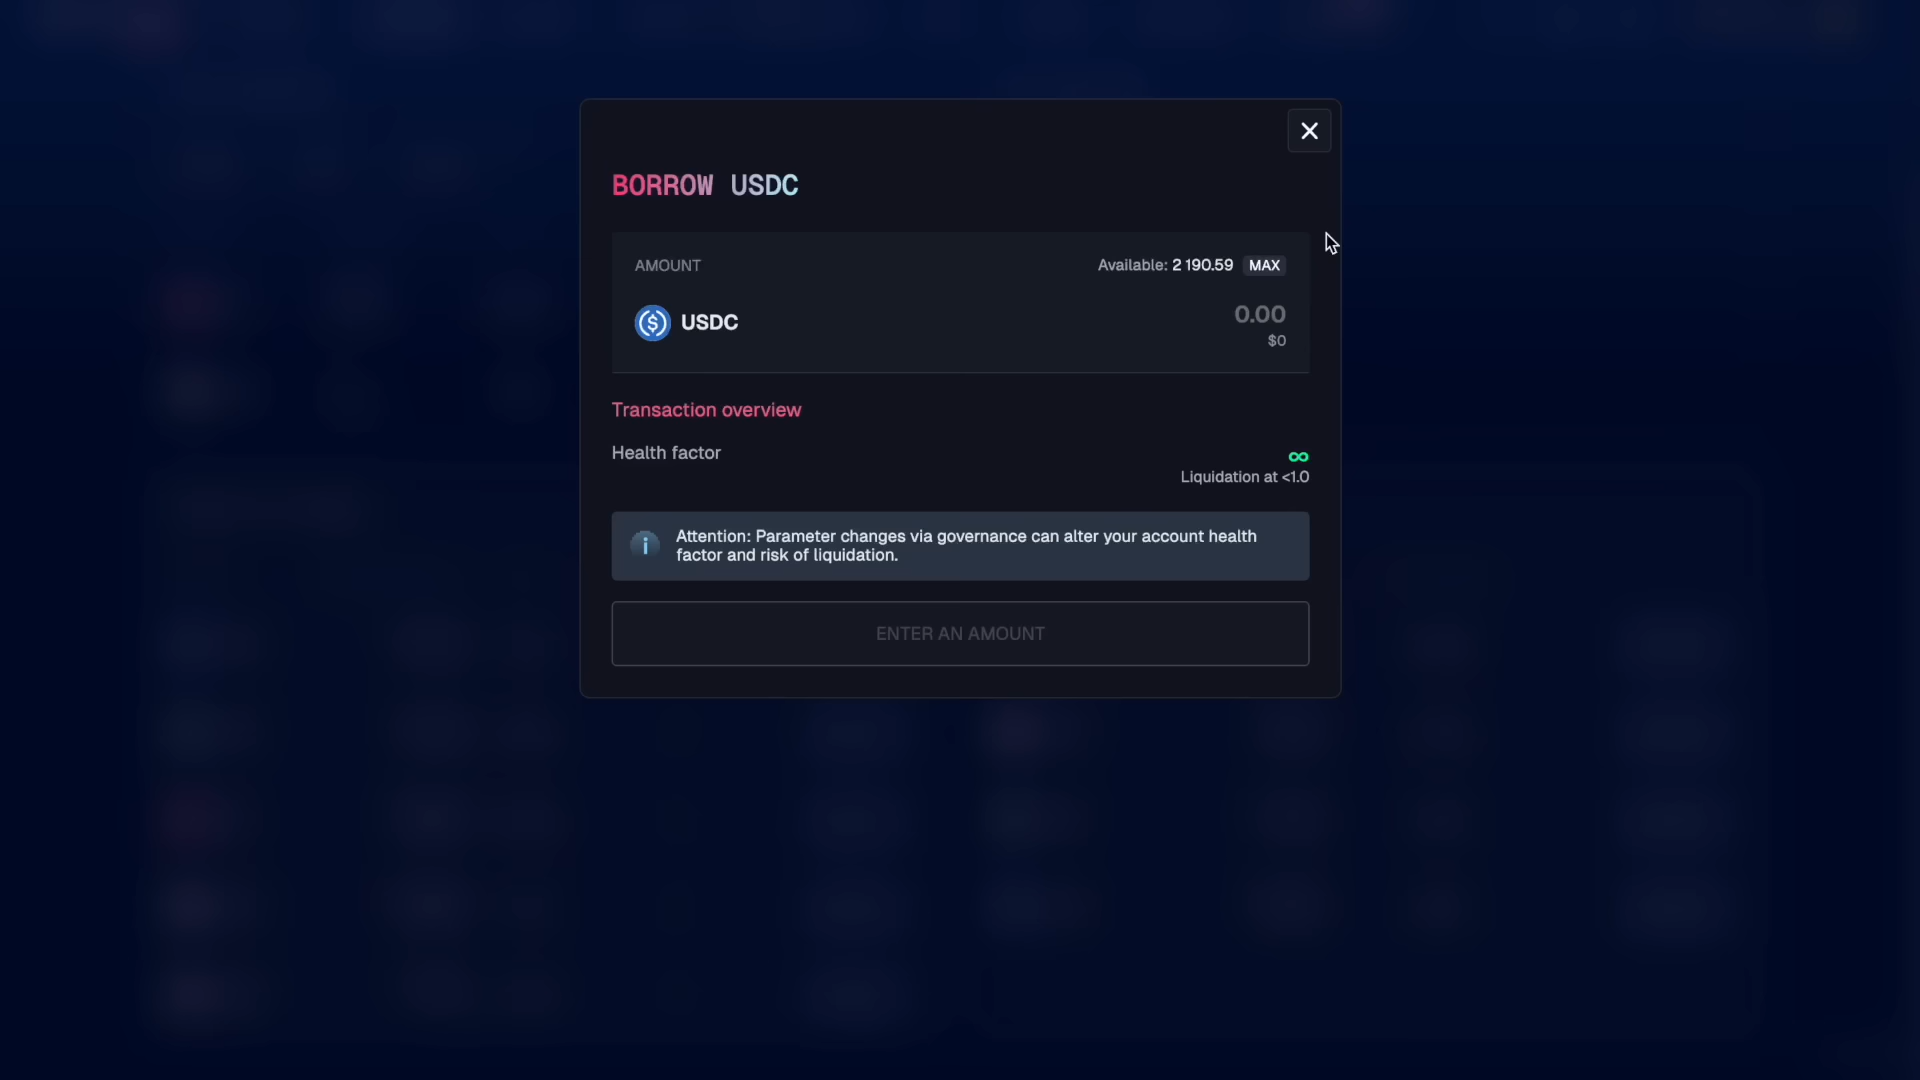 BORROW USDC
AMOUNT
Available: 2 190.59 MAX
USDC
0.00
$0
Transaction overview
Health factor
∞
Liquidation at <1.0
Attention: Parameter changes via governance can alter your account health
factor and risk of liquidation.
ENTER AN AMOUNT